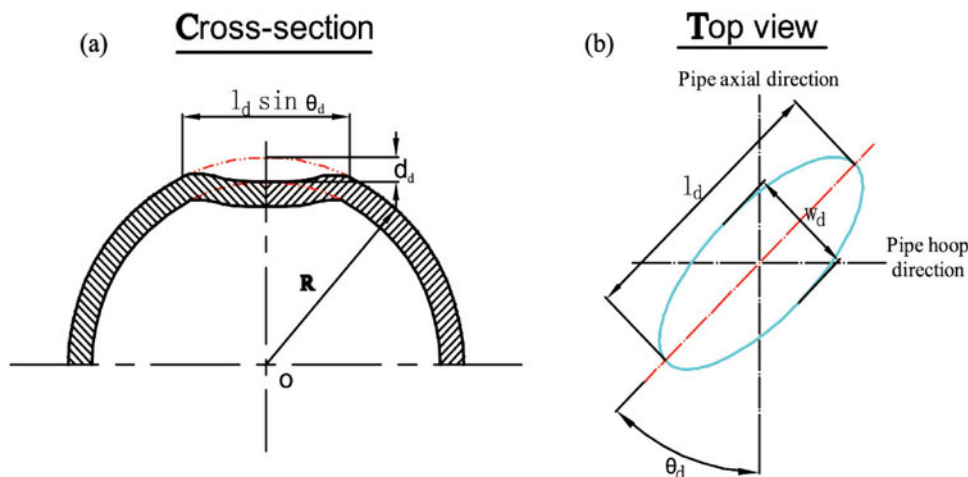 (a)
Cross-section
l_d sin θ_d
d_d
R
O
(b)
Top view
Pipe axial direction
l_d
w_d
Pipe hoop
direction
θ_d